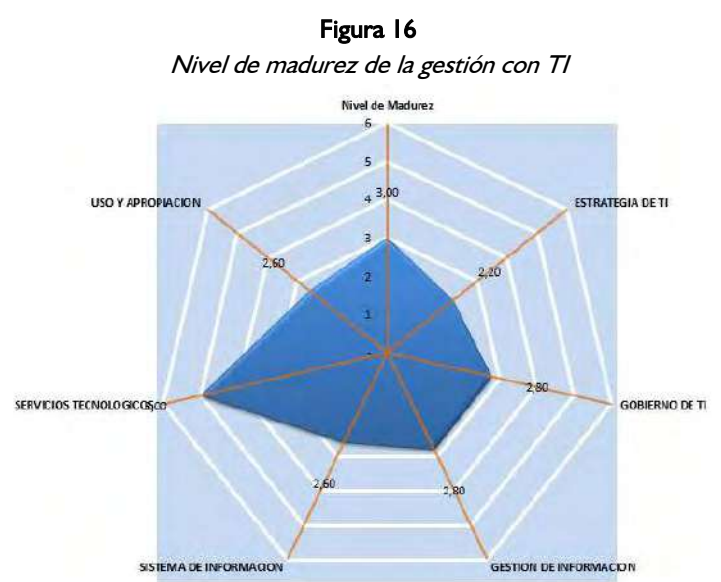 Figura 16
Nivel de madurez de la gestión con TI
Nivel de Madurez
6
5
4
3,00
3
2
1
-
ESTRATEGIA DE TI
2,20
GOBIERNO DE TI
2,80
GESTION DE INFORMACION
2,80
SISTEMA DE INFORMACION
2,60
SERVICIOS TECNOLOGICOS
USO Y APROPIACION
2,60